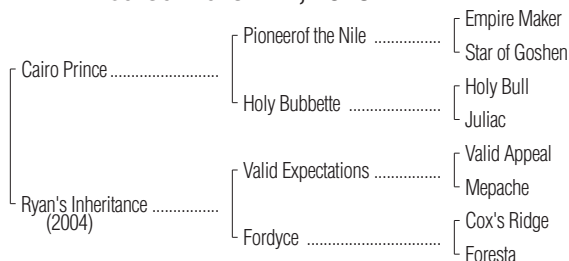 Empire Maker
Pioneerof the Nile
Star of Goshen
Cairo Prince
Holy Bull
Holy Bubbette
Juliac
Valid Appeal
Valid Expectations
Mepache
Ryan's Inheritance
(2004)
Cox's Ridge
Fordyce
Foresta